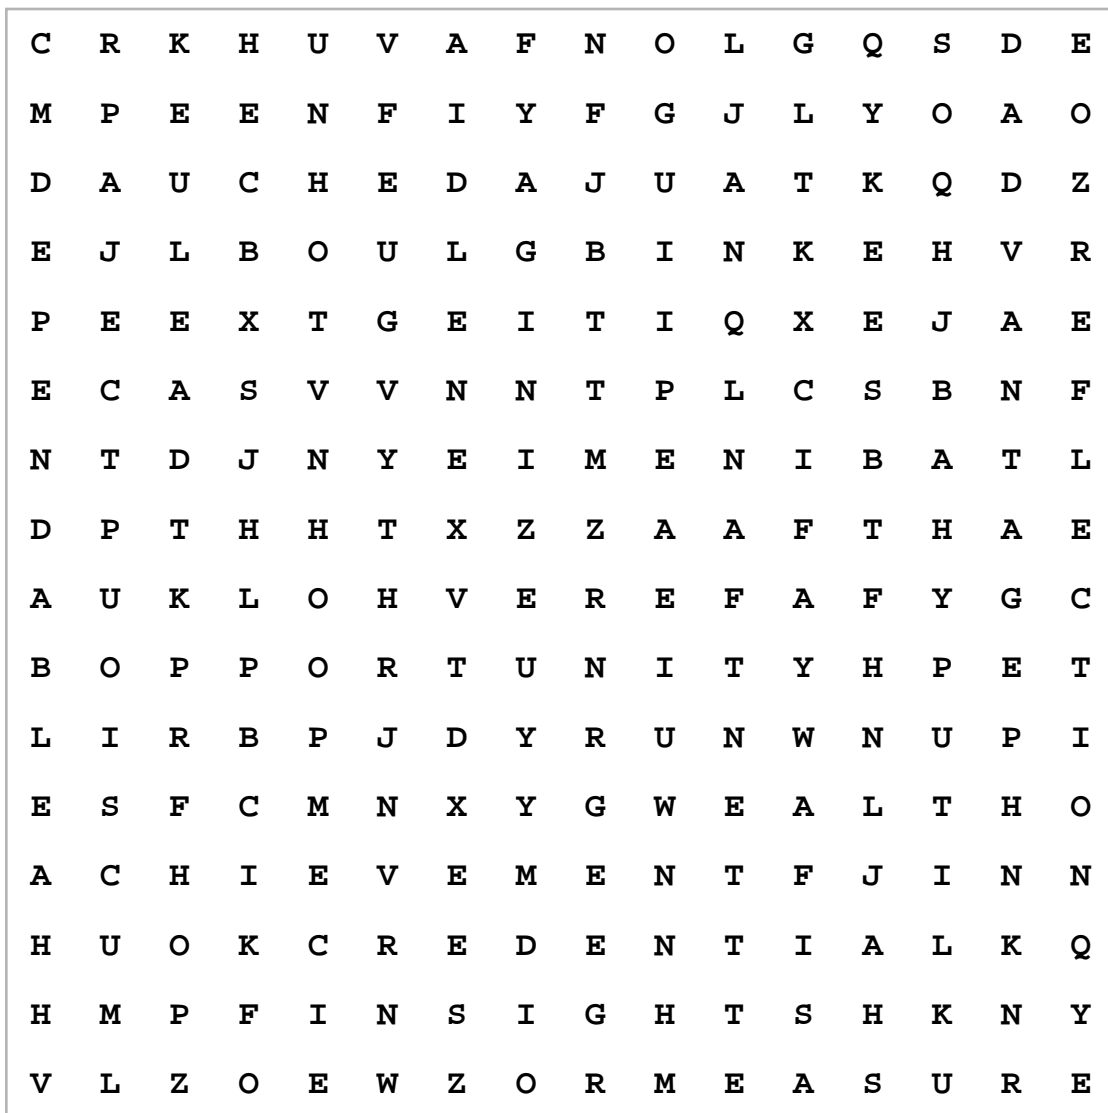 C R K H U V A F N O L G Q S D E
M P E E N F I Y F G J L Y O A O
D A U C H E D A J U A T K Q D Z
E J L B O U L G B I N K E H V R
P E E X T G E I T I Q X E J A E
E C A S V V N N T P L C S B N F
N T D J N Y E I M E N I B A T L
D P T H H T X Z Z A A F T H A E
A U K L O H V E R E F A F Y G C
B O P P O R T U N I T Y H P E T
L I R B P J D Y R U N W N U P I
E S F C M N X Y G W E A L T H O
A C H I E V E M E N T F J I N N
H U O K C R E D E N T I A L K Q
H M P F I N S I G H T S H K N Y
V L Z O E W Z O R M E A S U R E